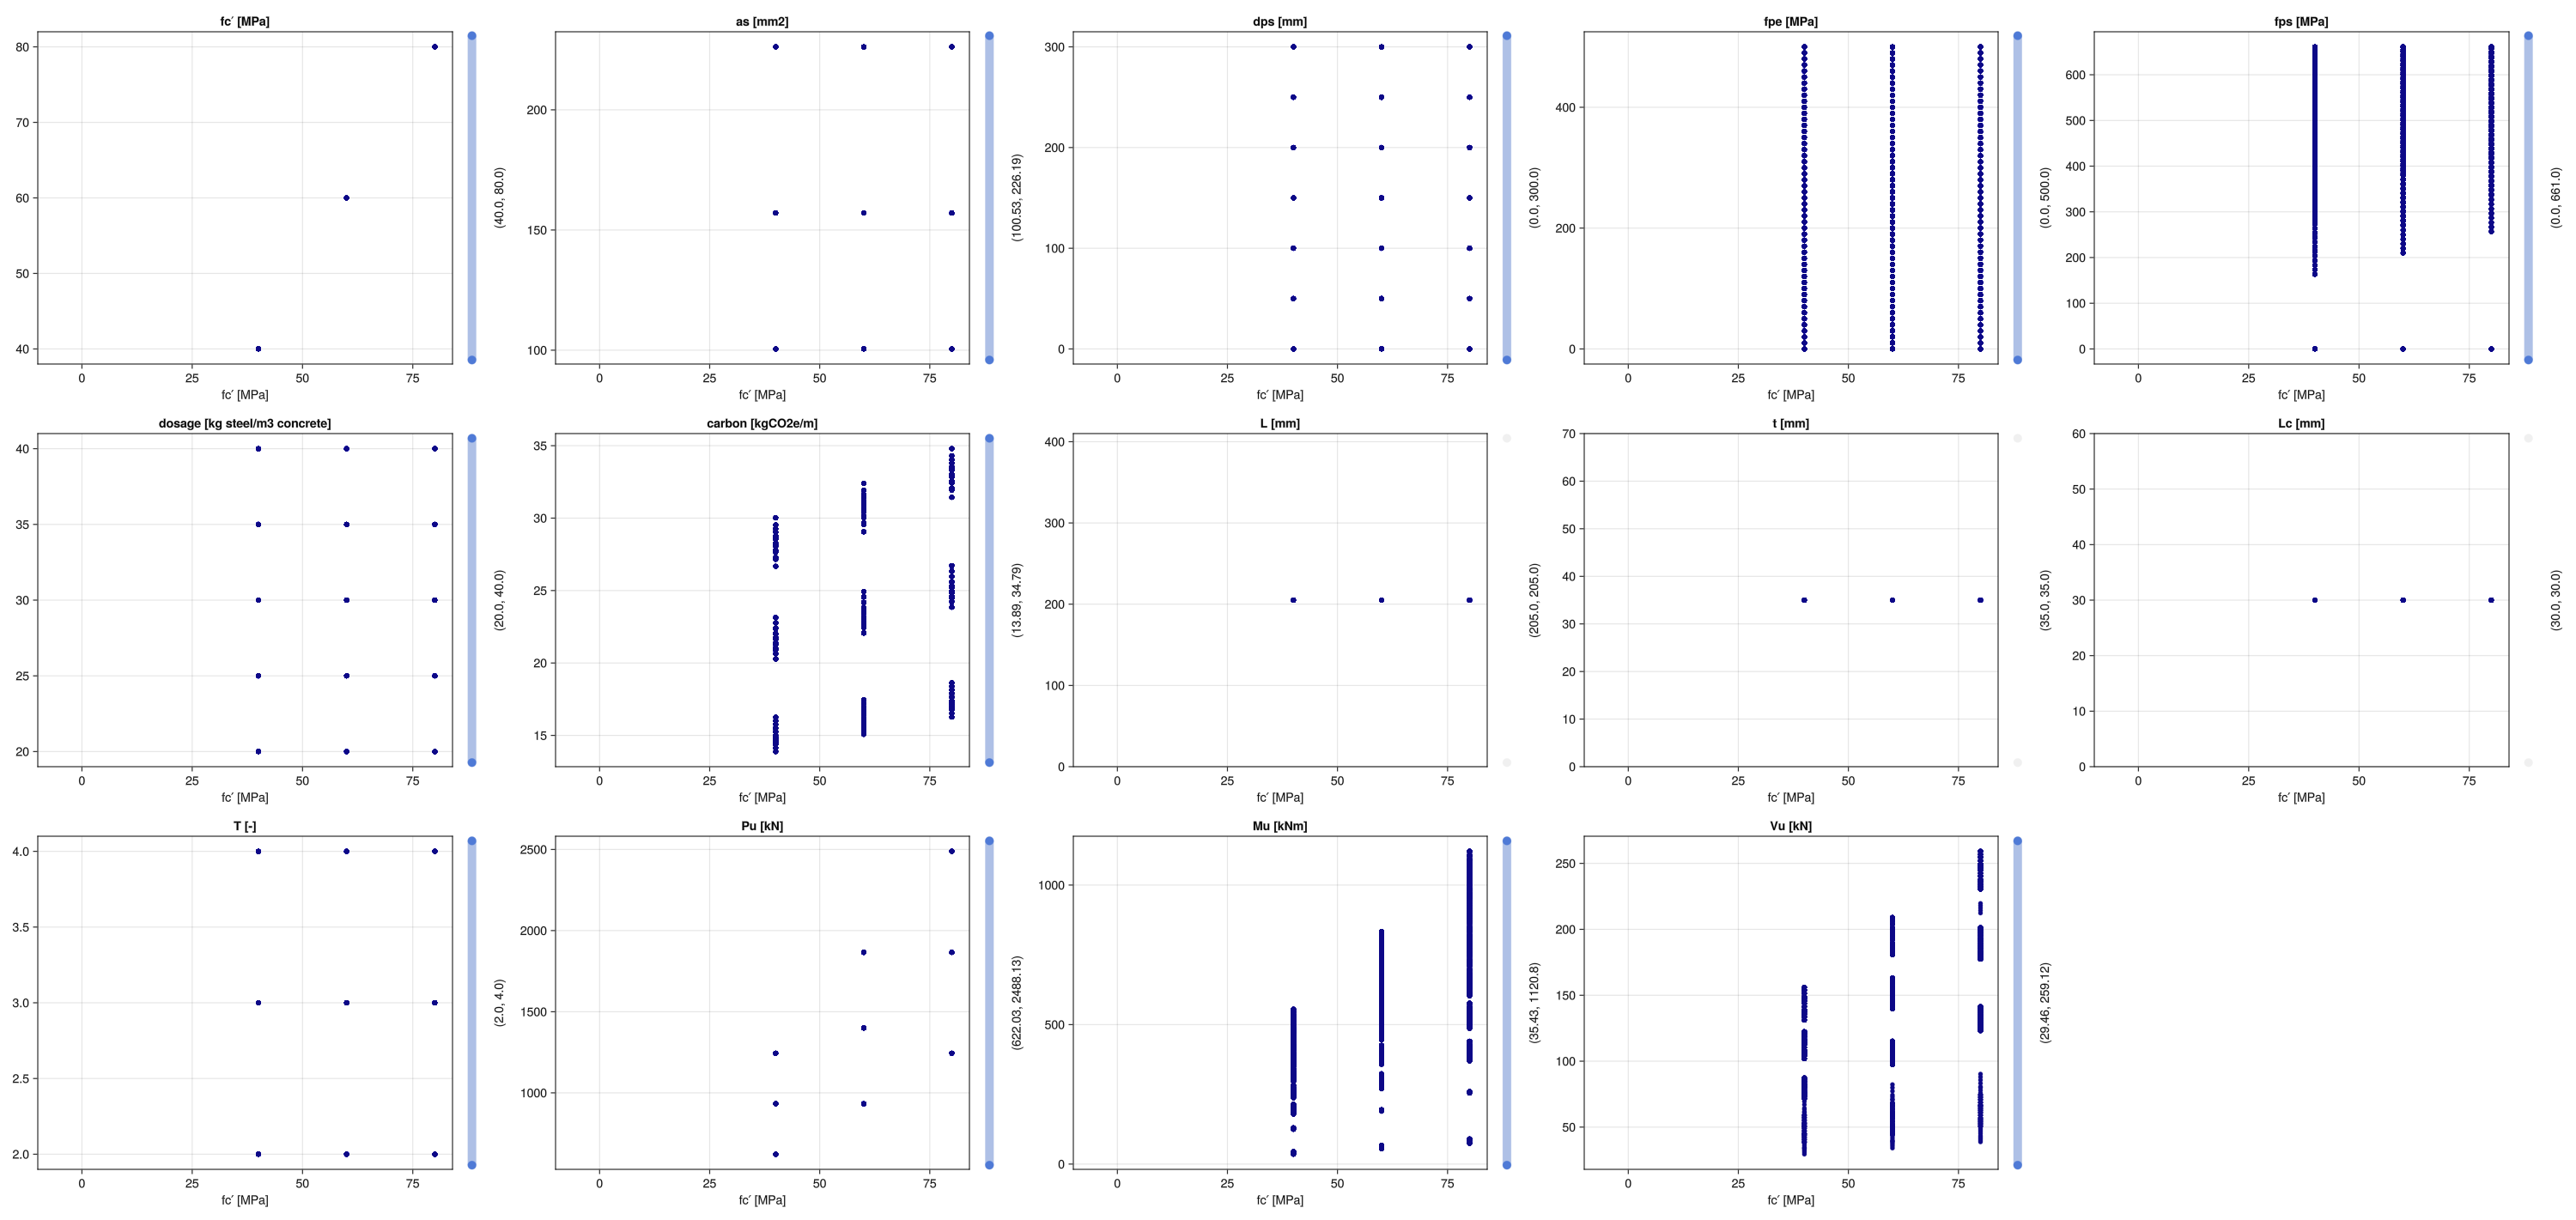 fc′ [MPa]
80
70
60
50
40
0 25 50 75
fc′ [MPa]
(40.0, 80.0)
as [mm2]
200
150
100
0 25 50 75
fc′ [MPa]
(100.53, 226.19)
dps [mm]
300
200
100
0
0 25 50 75
fc′ [MPa]
(0.0, 300.0)
fpe [MPa]
400
200
0
0 25 50 75
fc′ [MPa]
(0.0, 500.0)
fps [MPa]
600
500
400
300
200
100
0
0 25 50 75
fc′ [MPa]
(0.0, 661.0)
dosage [kg steel/m3 concrete]
40
35
30
25
20
0 25 50 75
fc′ [MPa]
(20.0, 40.0)
carbon [kgCO2e/m]
35
30
25
20
15
0 25 50 75
fc′ [MPa]
(13.89, 34.79)
L [mm]
400
300
200
100
0
0 25 50 75
fc′ [MPa]
(205.0, 205.0)
t [mm]
70
60
50
40
30
20
10
0
0 25 50 75
fc′ [MPa]
(35.0, 35.0)
Lc [mm]
60
50
40
30
20
10
0
0 25 50 75
fc′ [MPa]
(30.0, 30.0)
T [-]
4.0
3.5
3.0
2.5
2.0
0 25 50 75
fc′ [MPa]
(2.0, 4.0)
Pu [kN]
2500
2000
1500
1000
0 25 50 75
fc′ [MPa]
(622.03, 2488.13)
Mu [kNm]
1000
500
0
0 25 50 75
fc′ [MPa]
(35.43, 1120.8)
Vu [kN]
250
200
150
100
50
0 25 50 75
fc′ [MPa]
(29.46, 259.12)